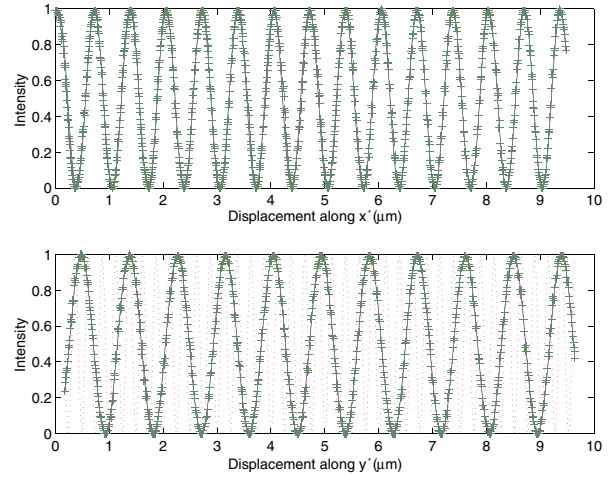 1
0.8
0.6
0.4
0.2
0
Intensity
0 1 2 3 4 5 6 7 8 9 10
Displacement along x´(μm)
1
0.8
0.6
0.4
0.2
0
Intensity
0 1 2 3 4 5 6 7 8 9 10
Displacement along y´(μm)